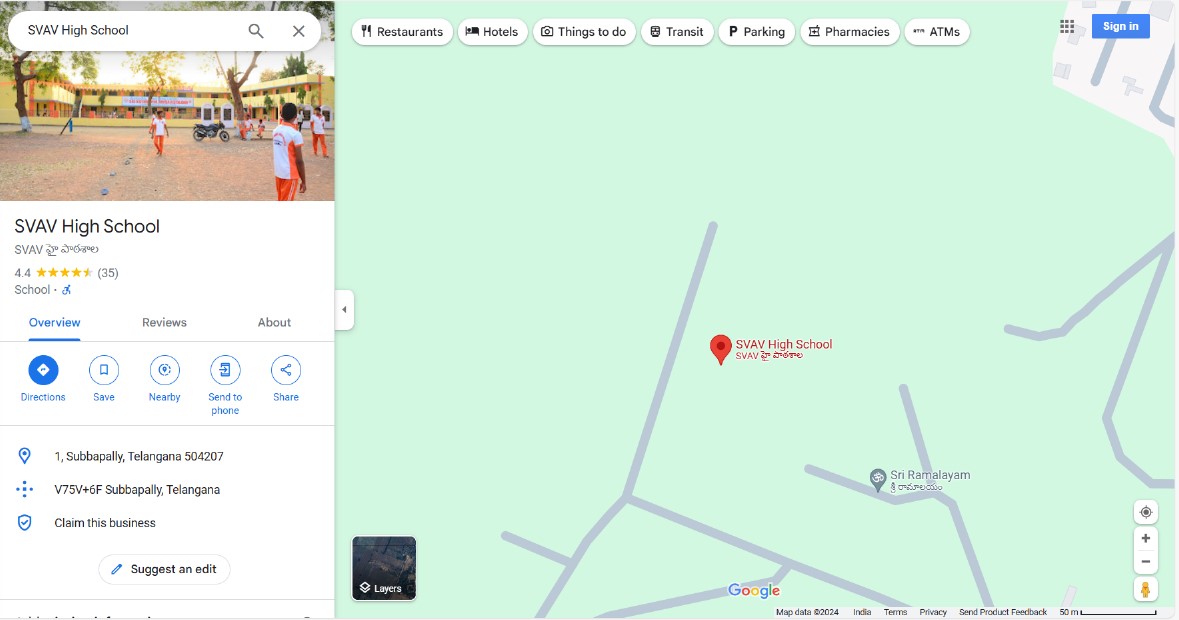 SVAV High School
SVAV High School
SVAV హై పాఠశాల
4.4 (35)
School ·
Overview Reviews About
Directions Save Nearby Send to phone Share
1, Subbapally, Telangana 504207
V75V+6F Subbapally, Telangana
Claim this business
Suggest an edit
Restaurants Hotels Things to do Transit Parking Pharmacies ATMs
Sign in
SVAV High School
SVAV హై పాఠశాల
Sri Ramalayam
శ్రీ రామాలయం
Layers
Google
Map data ©2024 India Terms Privacy Send Product Feedback 50 m